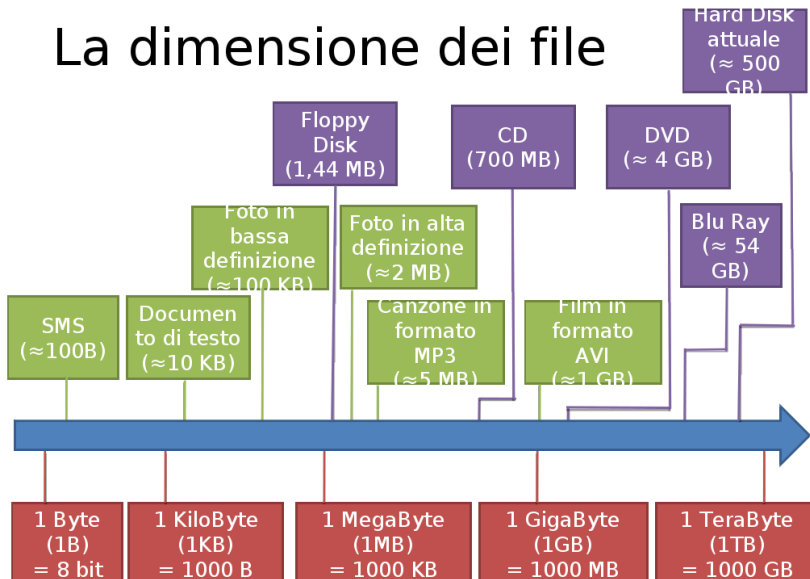 La dimensione dei file
Hard Disk
attuale
(≈ 500
GB)
Floppy
Disk
(1,44 MB)
CD
(700 MB)
DVD
(≈ 4 GB)
Foto in
bassa
definizione
(≈100 KB)
Foto in alta
definizione
(≈2 MB)
Blu Ray
(≈ 54
GB)
SMS
(≈100B)
Documen
to di testo
(≈10 KB)
Canzone in
formato
MP3
(≈5 MB)
Film in
formato
AVI
(≈1 GB)
1 Byte
(1B)
= 8 bit
1 KiloByte
(1KB)
= 1000 B
1 MegaByte
(1MB)
= 1000 KB
1 GigaByte
(1GB)
= 1000 MB
1 TeraByte
(1TB)
= 1000 GB